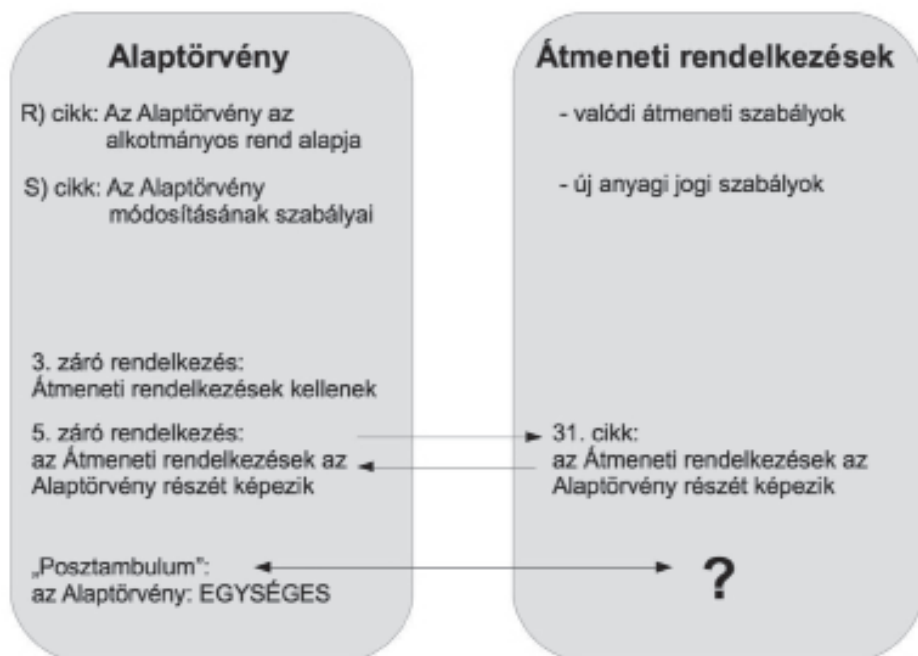 Alaptörvény
R) cikk: Az Alaptörvény az
alkotmányos rend alapja
S) cikk: Az Alaptörvény
módosításának szabályai
3. záró rendelkezés:
Átmeneti rendelkezések kellenek
5. záró rendelkezés:
az Átmeneti rendelkezések az
Alaptörvény részét képezik
„Posztambulum”:
az Alaptörvény: EGYSÉGES
Átmeneti rendelkezések
- valódi átmeneti szabályok
- új anyagi jogi szabályok
31. cikk:
az Átmeneti rendelkezések az
Alaptörvény részét képezik
?